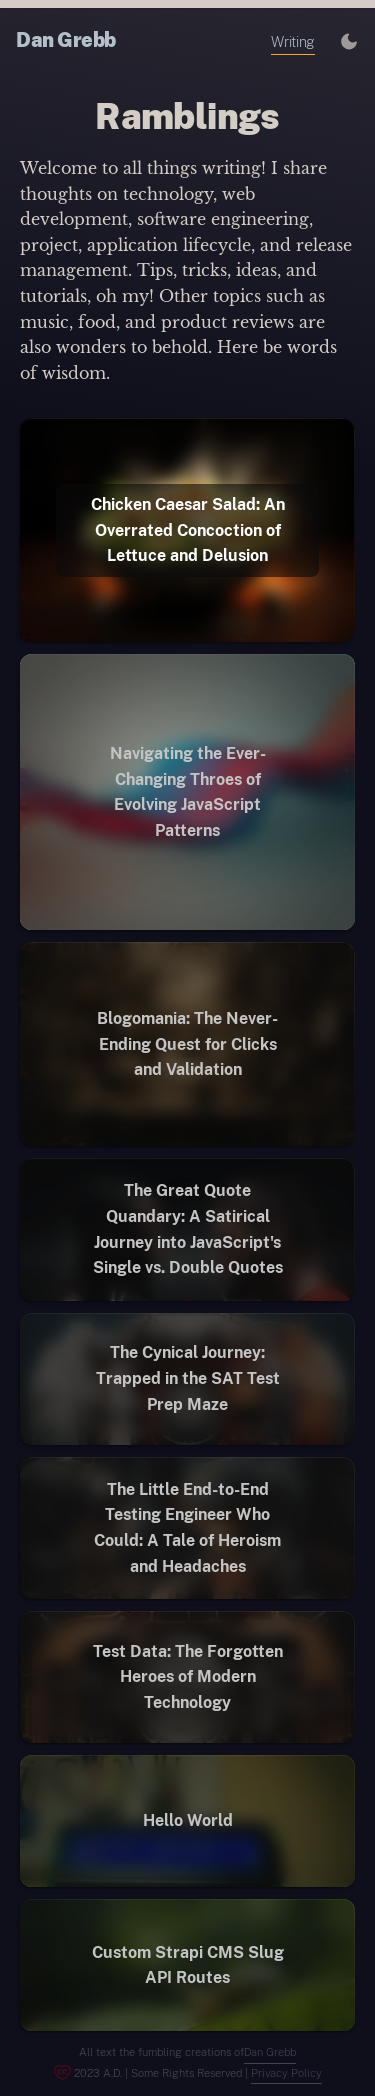 Dan Grebb
Writing
Ramblings
Welcome to all things writing! I share
thoughts on technology, web
development, software engineering,
project, application lifecycle, and release
management. Tips, tricks, ideas, and
tutorials, oh my! Other topics such as
music, food, and product reviews are
also wonders to behold. Here be words
of wisdom.
Chicken Caesar Salad: An
Overrated Concoction of
Lettuce and Delusion
Navigating the Ever-
Changing Throes of
Evolving JavaScript
Patterns
Blogomania: The Never-
Ending Quest for Clicks
and Validation
The Great Quote
Quandary: A Satirical
Journey into JavaScript's
Single vs. Double Quotes
The Cynical Journey:
Trapped in the SAT Test
Prep Maze
The Little End-to-End
Testing Engineer Who
Could: A Tale of Heroism
and Headaches
Test Data: The Forgotten
Heroes of Modern
Technology
Hello World
Custom Strapi CMS Slug
API Routes
All text the fumbling creations ofDan Grebb
2023 A.D. | Some Rights Reserved | Privacy Policy